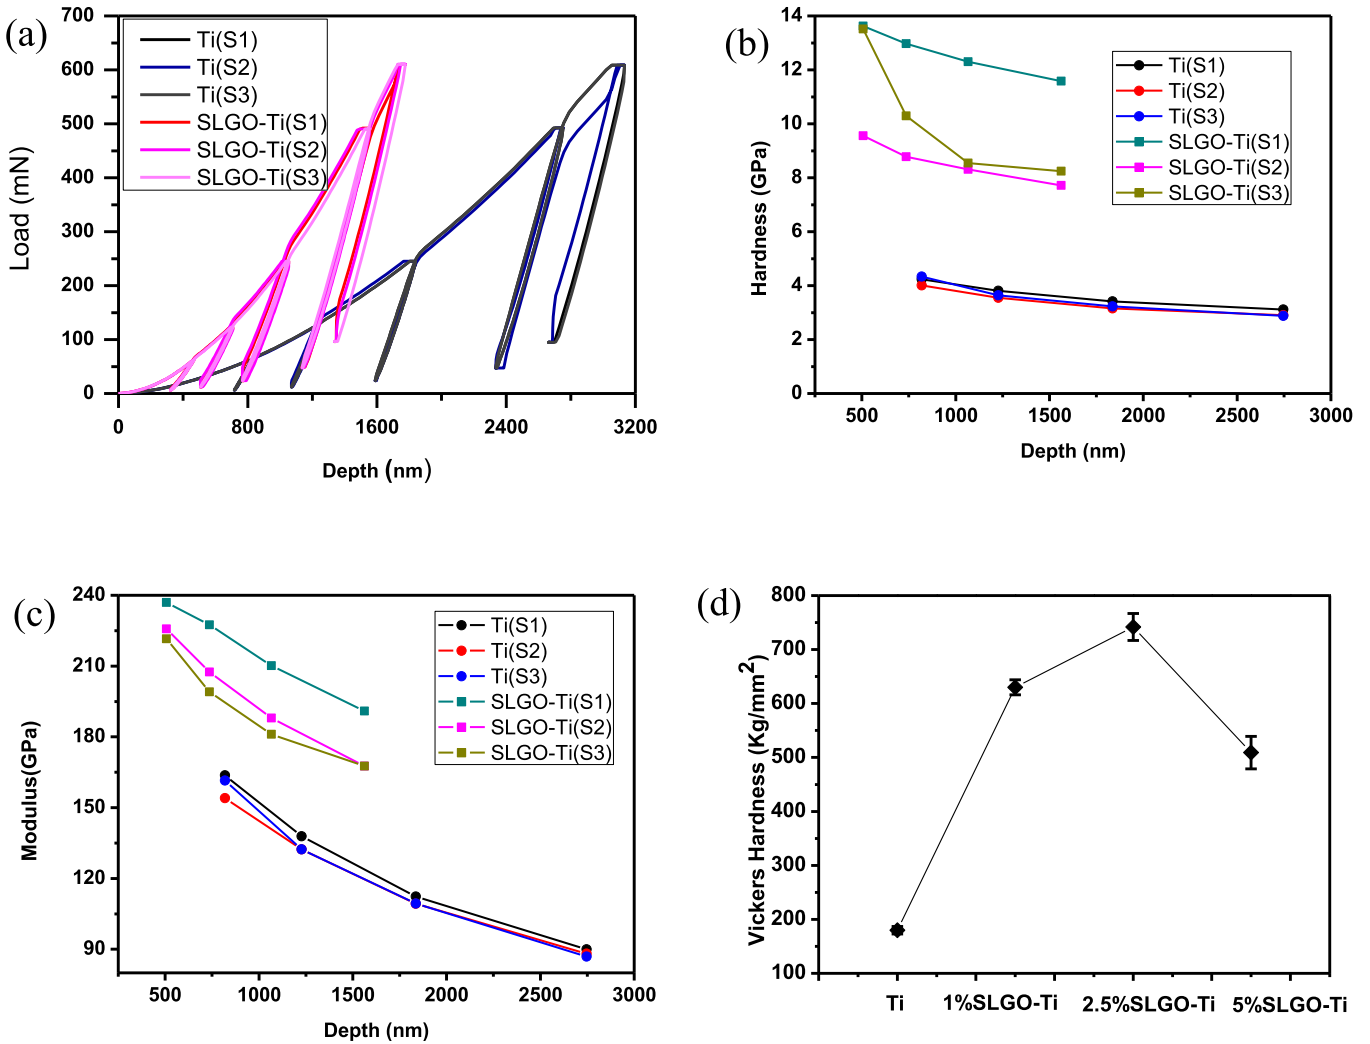 (a)
700
600
500
400
300
200
100
0
Load (mN)
Ti(S1)
Ti(S2)
Ti(S3)
SLGO-Ti(S1)
SLGO-Ti(S2)
SLGO-Ti(S3)
0 800 1600 2400 3200
Depth (nm)
(b)
14
12
10
8
6
4
2
0
Hardness (GPa)
Ti(S1)
Ti(S2)
Ti(S3)
SLGO-Ti(S1)
SLGO-Ti(S2)
SLGO-Ti(S3)
500 1000 1500 2000 2500 3000
Depth (nm)
(c)
240
210
180
150
120
90
Modulus(GPa)
Ti(S1)
Ti(S2)
Ti(S3)
SLGO-Ti(S1)
SLGO-Ti(S2)
SLGO-Ti(S3)
500 1000 1500 2000 2500 3000
Depth (nm)
(d)
800
700
600
500
400
300
200
100
Vickers Hardness (Kg/mm²)
Ti 1%SLGO-Ti 2.5%SLGO-Ti 5%SLGO-Ti